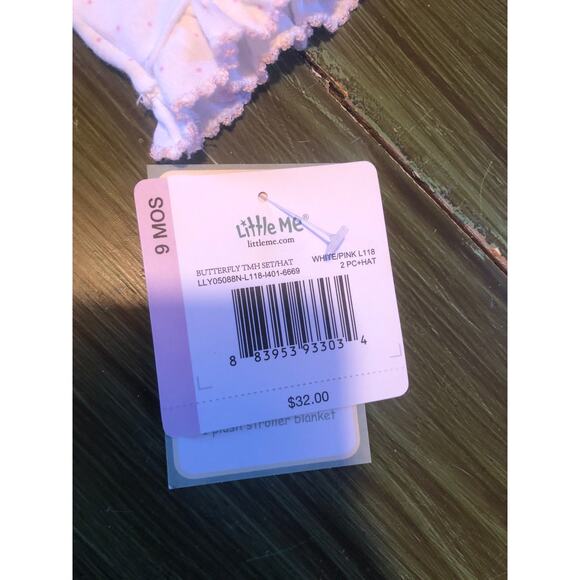 9 MOS
Little Me®
littleme.com
BUTTERFLY TMH SET/HAT WHITE/PINK L118
LLY05088N-L118-I401-6669 2 PC+HAT
8 83953 93303 4
$32.00
plush stroller blanket